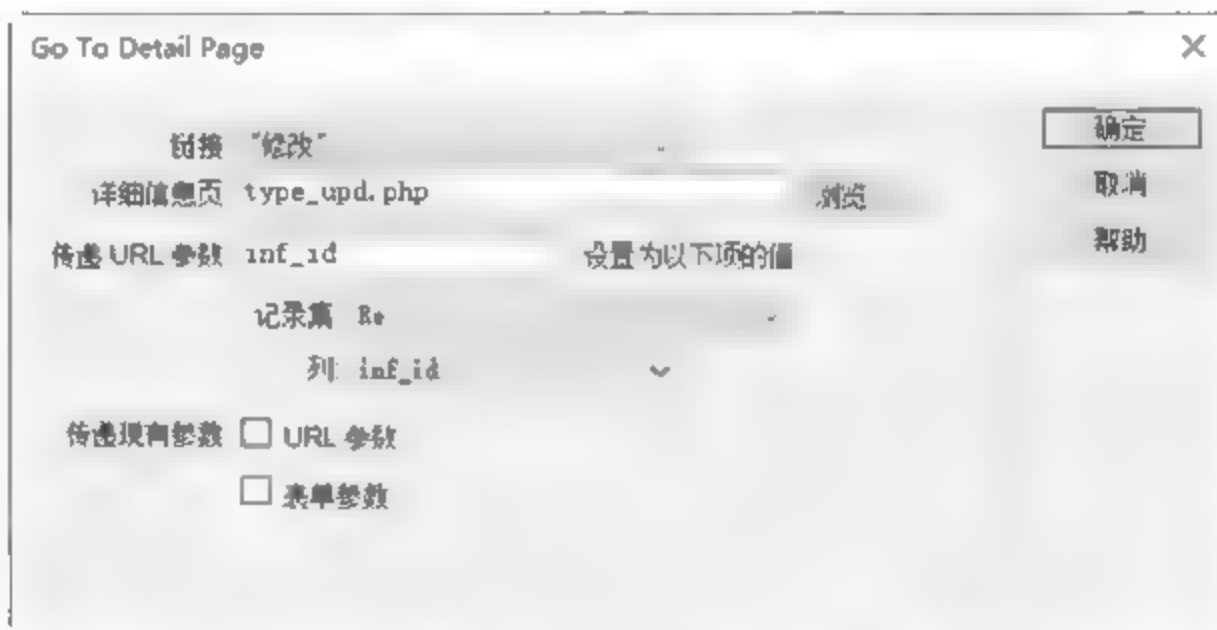 Go To Detail Page
链接 "修改"
确定
详细信息页 type_upd.php 浏览
取消
传递 URL 参数 inf_id 设置为以下项的值
帮助
记录集 Re
列: inf_id
传递现有参数 URL 参数
表单参数